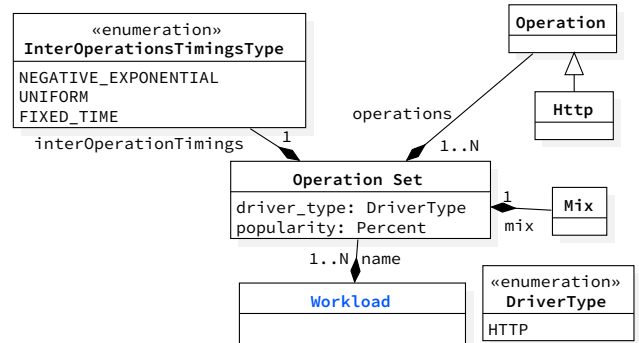 «enumeration»
InterOperationsTimingsType
NEGATIVE_EXPONENTIAL
UNIFORM
FIXED_TIME
Operation
Http
operations
1..N
interOperationTimings
1
Operation Set
driver_type: DriverType
popularity: Percent
1
mix
Mix
1..N
name
Workload
«enumeration»
DriverType
HTTP